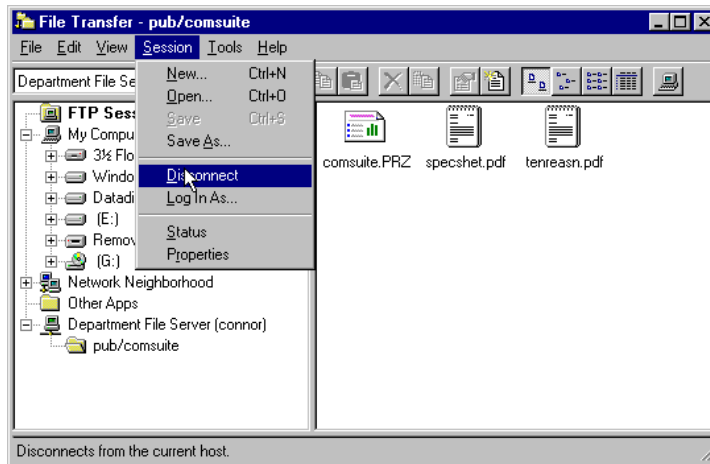 File Transfer - pub/comsuite
File Edit View Session Tools Help
Department File Se
New... Ctrl+N
Open... Ctrl+O
Save Ctrl+S
Save As...
Disconnect
Log In As...
Status
Properties
FTP Sess
My Compu
3½ Flo
Windo
Datadi
(E:)
Remov
(G:)
Network Neighborhood
Other Apps
Department File Server (connor)
pub/comsuite
comsuite.PRZ specshet.pdf tenreasn.pdf
Disconnects from the current host.